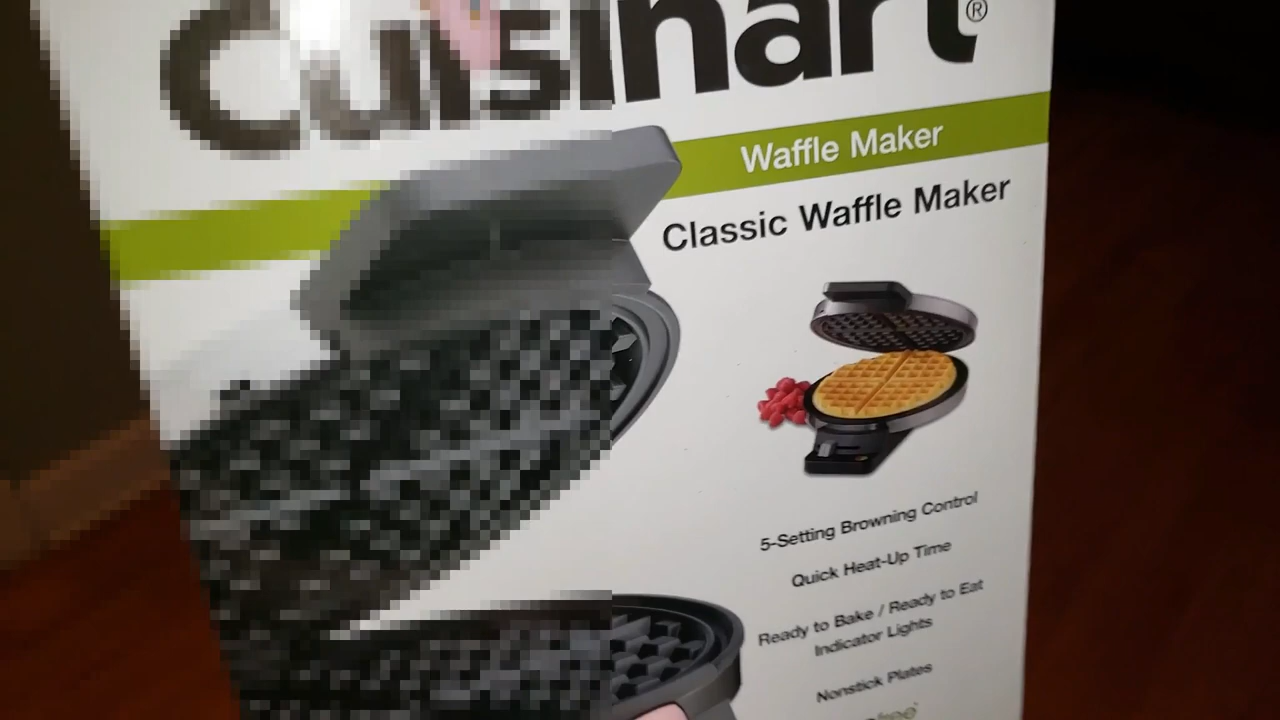 Cuisinart®
Waffle Maker
Classic Waffle Maker
5-Setting Browning Control
Quick Heat-Up Time
Ready to Bake / Ready to Eat
Indicator Lights
Nonstick Plates